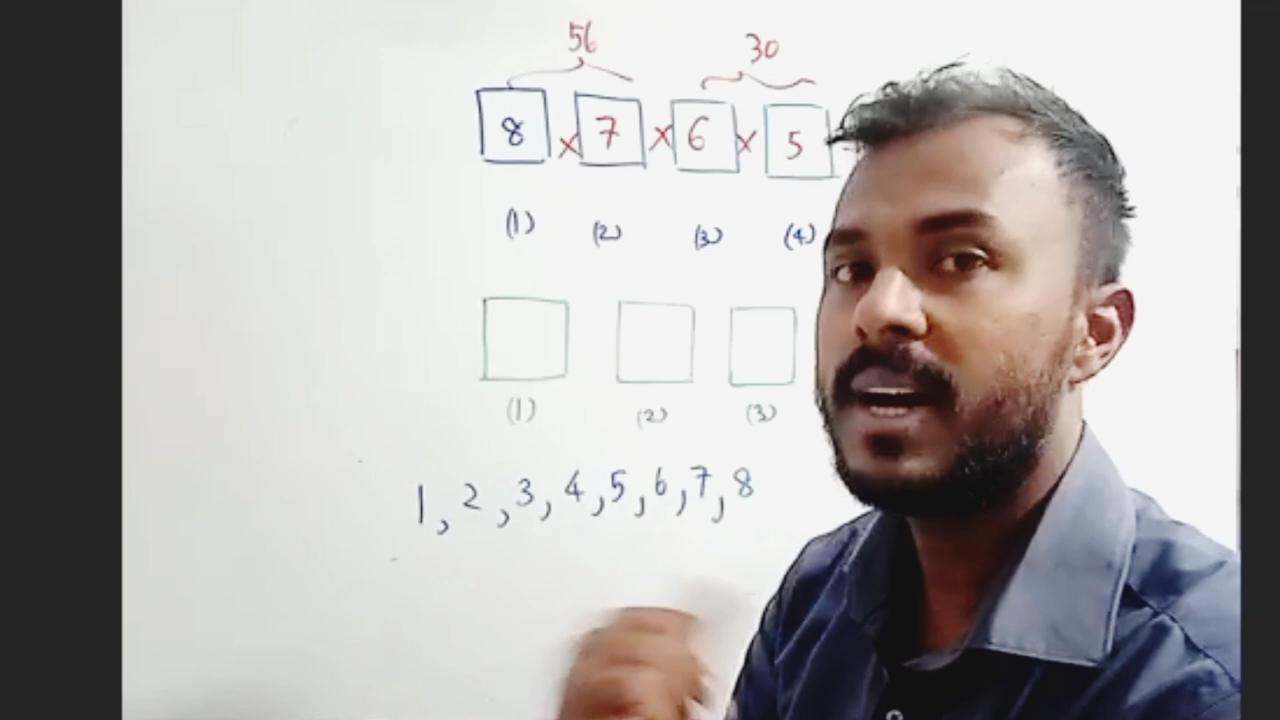 56 30
8 × 7 × 6 × 5
(1) (2) (3) (4)
(1) (2) (3)
1, 2, 3, 4, 5, 6, 7, 8